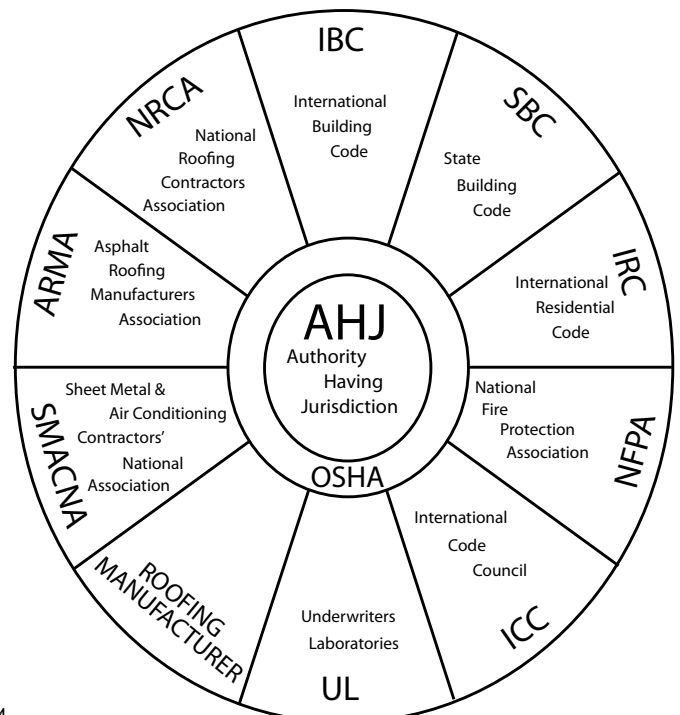 IBC
International
Building
Code
SBC
State
Building
Code
IRC
International
Residential
Code
NFPA
National
Fire
Protection
Association
ICC
International
Code
Council
UL
Underwriters
Laboratories
ROOFING
MANUFACTURER
SMACNA
Sheet Metal &
Air Conditioning
Contractors’
National
Association
ARMA
Asphalt
Roofing
Manufacturers
Association
NRCA
National
Roofing
Contractors
Association
AHJ
Authority
Having
Jurisdiction
OSHA